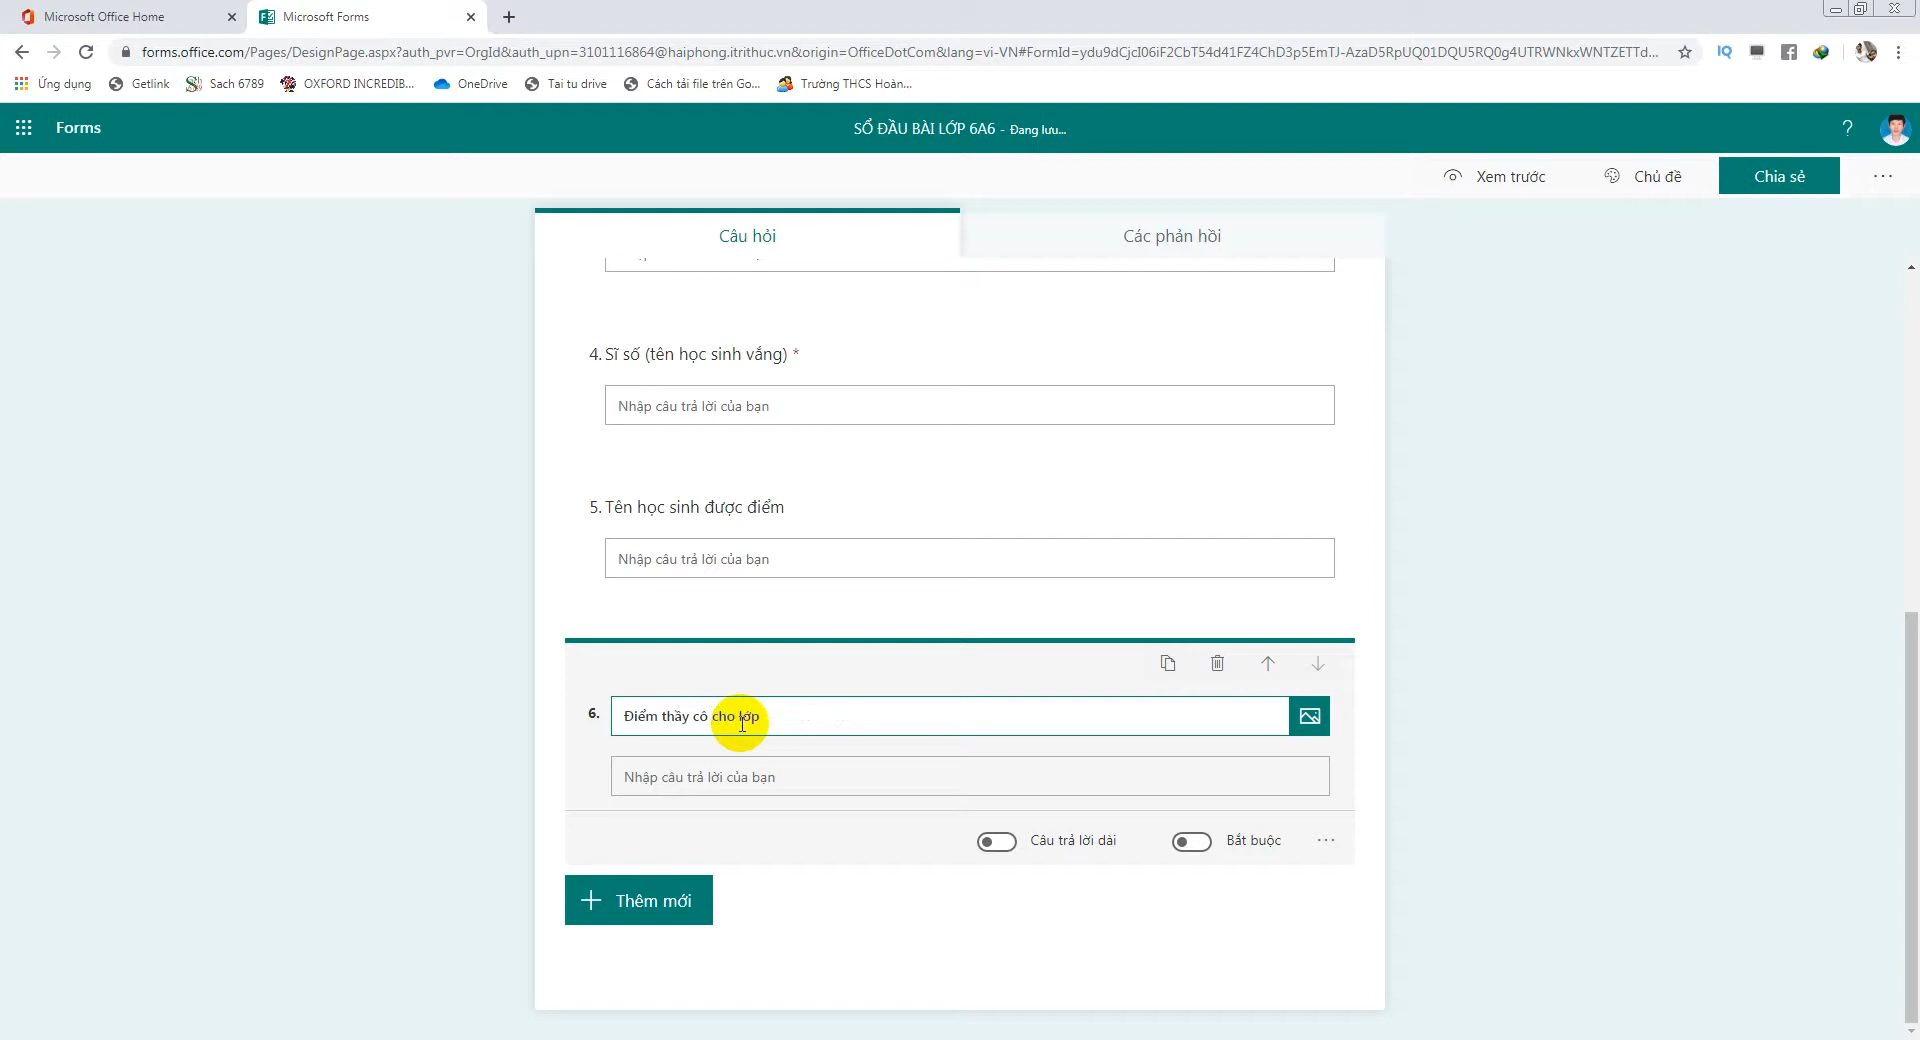 Microsoft Office Home
Microsoft Forms
forms.office.com/Pages/DesignPage.aspx?auth_pvr=OrgId&auth_upn=3101116864@haiphong.itrithuc.vn&origin=OfficeDotCom&lang=vi-VN#FormId=ydu9dCjcI06iF2CbT54d41FZ4ChD3p5EmTJ-AzaD5RpUQ01DQU5RQ0g4UTRWNkxWNTZETTd...
IQ
Ứng dụng
Getlink
Sach 6789
OXFORD INCREDIB...
OneDrive
Tai tu drive
Cách tải file trên Go...
Trường THCS Hoàn...
Forms
SỔ ĐẦU BÀI LỚP 6A6 - Đang lưu...
?
Xem trước
Chủ đề
Chia sẻ
Câu hỏi
Các phản hồi
4. Sĩ số (tên học sinh vắng) *
Nhập câu trả lời của bạn
5. Tên học sinh được điểm
Nhập câu trả lời của bạn
6. Điểm thầy cô cho lớp
Nhập câu trả lời của bạn
Câu trả lời dài
Bắt buộc
Thêm mới